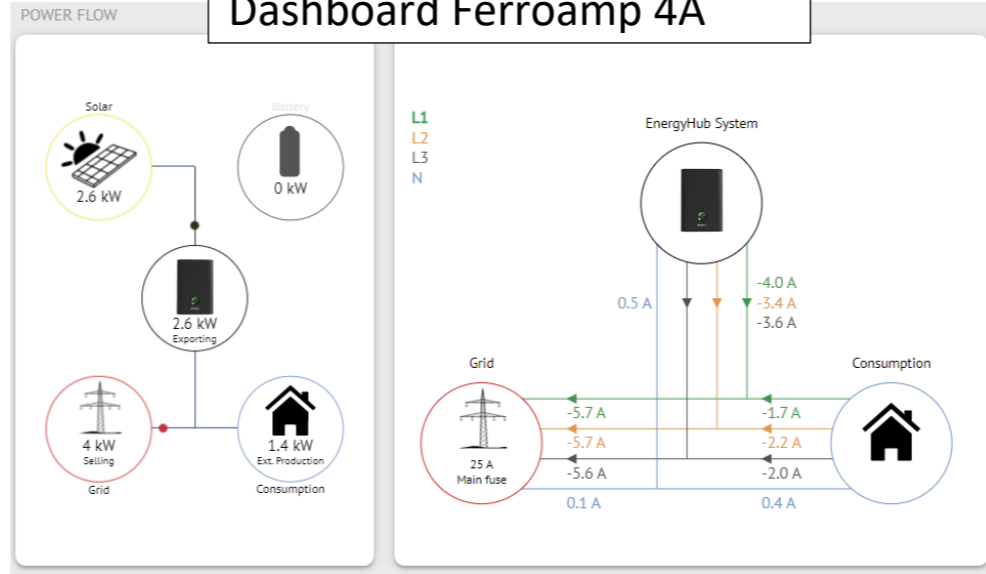 Dashboard Ferroamp 4A
POWER FLOW
Solar
2.6 kW
Battery
0 kW
2.6 kW
Exporting
4 kW
Selling
Grid
1.4 kW
Ext. Production
Consumption
L1
L2
L3
N
EnergyHub System
0.5 A
-4.0 A
-3.4 A
-3.6 A
Grid
25 A
Main fuse
Consumption
-5.7 A
-1.7 A
-5.7 A
-2.2 A
-5.6 A
-2.0 A
0.1 A
0.4 A